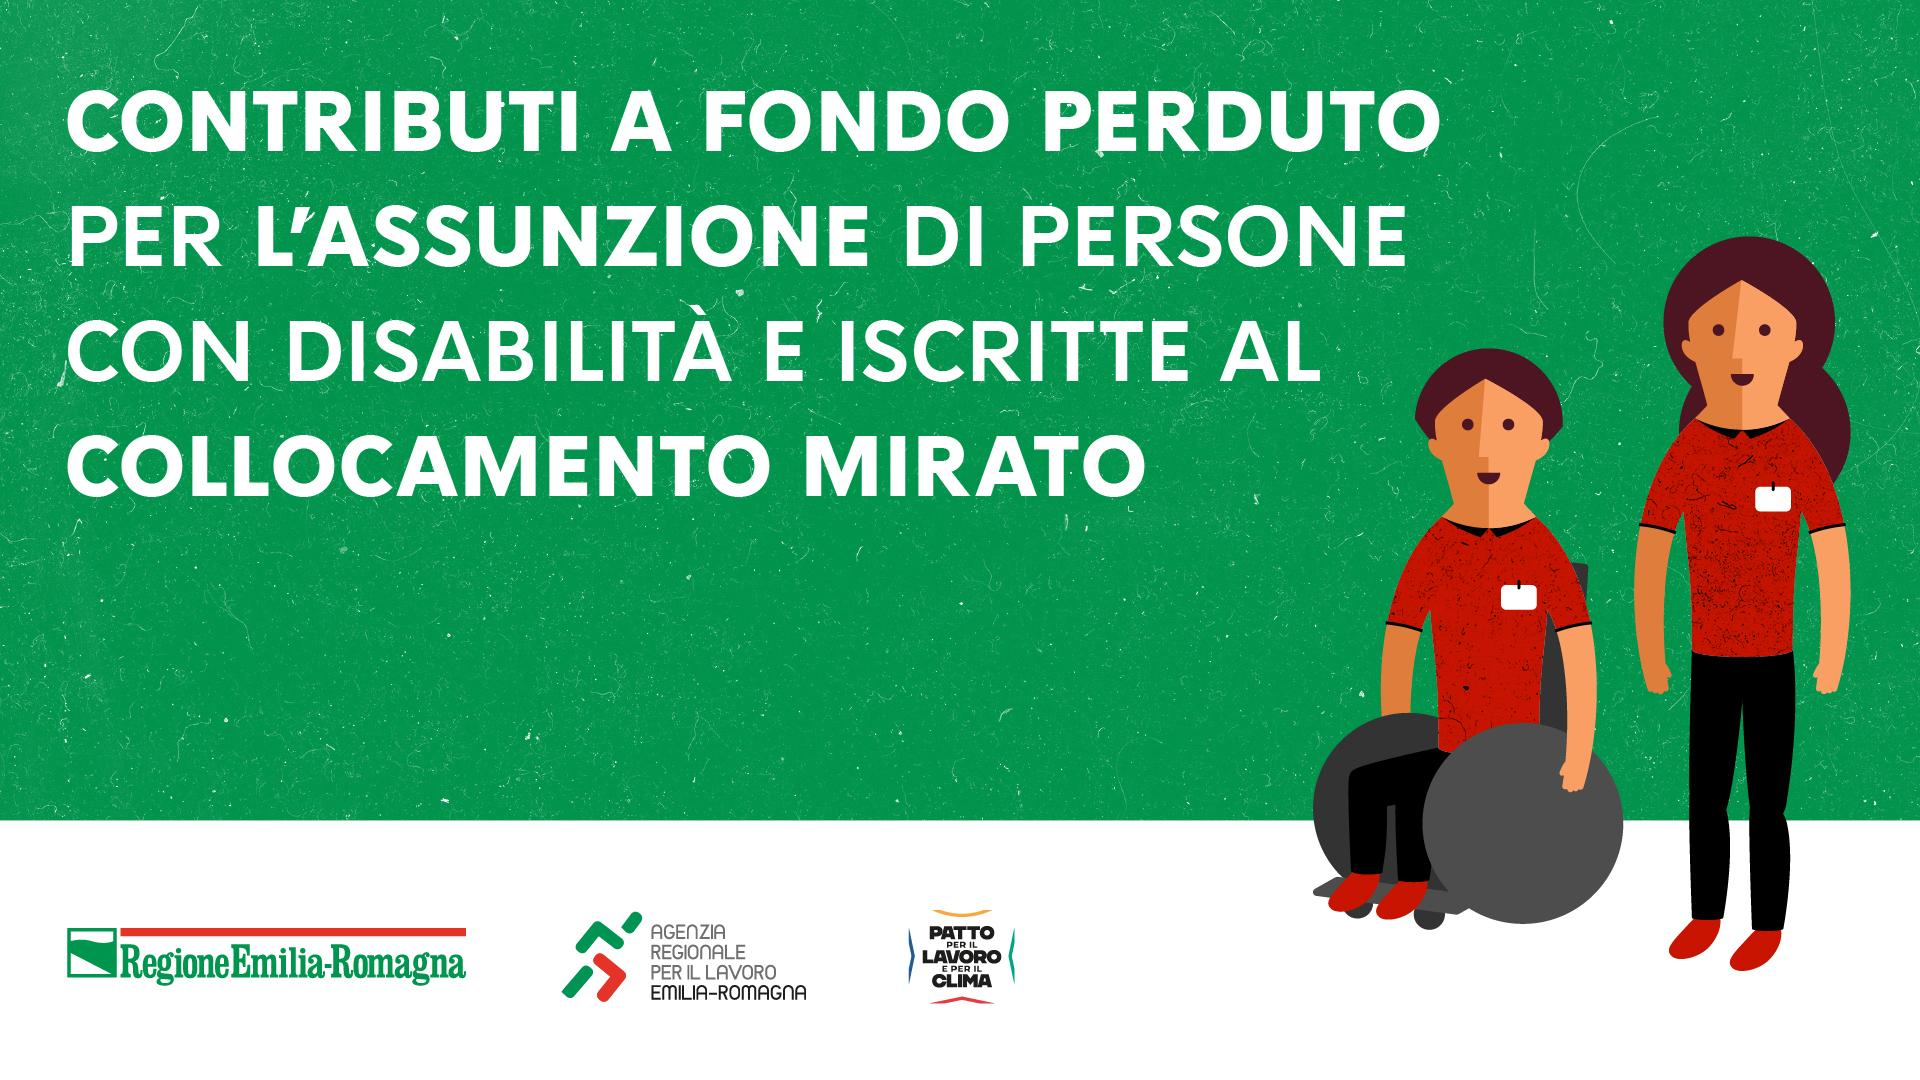 CONTRIBUTI A FONDO PERDUTO
PER L'ASSUNZIONE DI PERSONE
CON DISABILITÀ E ISCRITTE AL
COLLOCAMENTO MIRATO
RegioneEmilia-Romagna
AGENZIA
REGIONALE
PER IL LAVORO
EMILIA-ROMAGNA
PATTO
PER IL
LAVORO
E PER IL
CLIMA